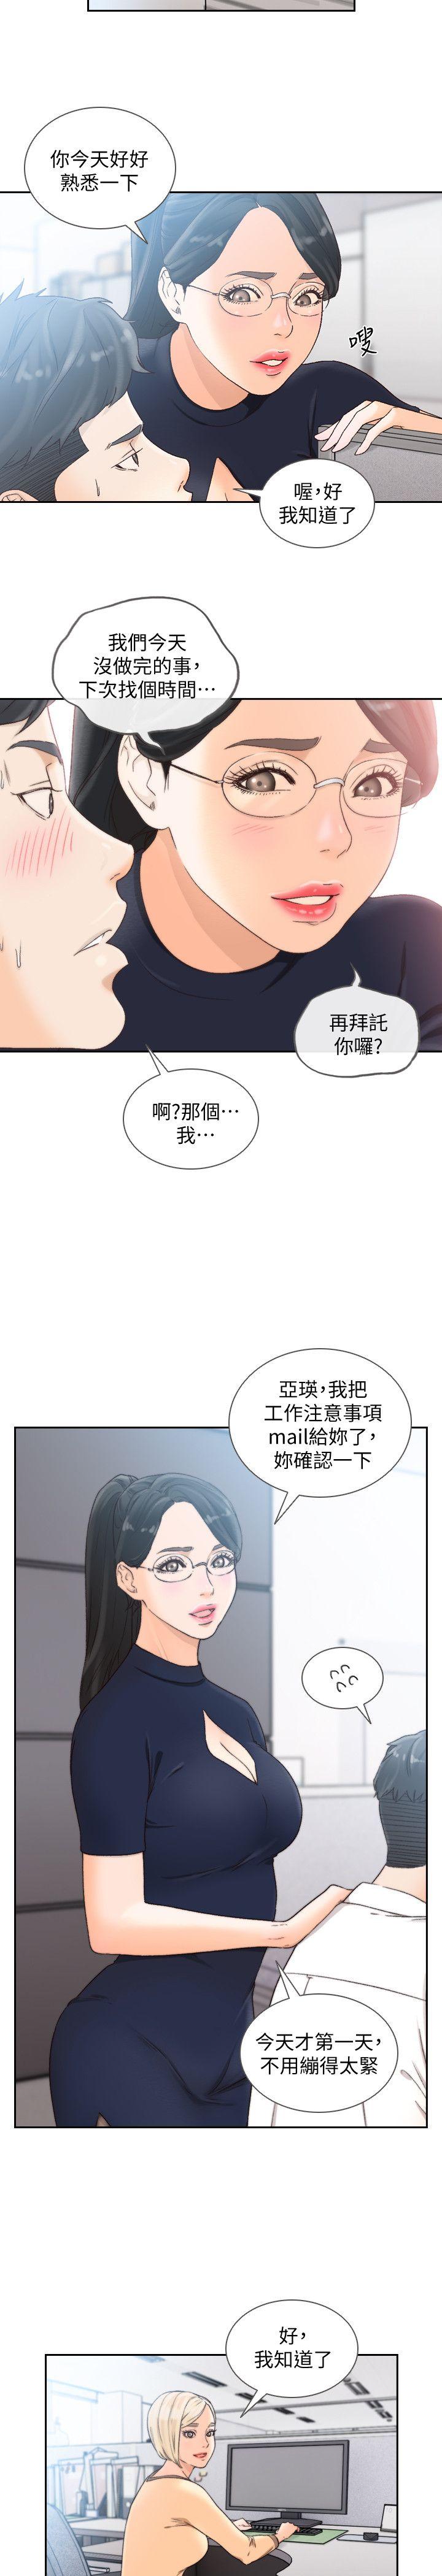 你今天好好
熟悉一下
嗖
喔，好
我知道了
我們今天
沒做完的事，
下次找個時間…
再拜託
你囉?
啊?那個…
我…
亞瑛，我把
工作注意事項
mail給妳了，
妳確認一下
今天才第一天，
不用繃得太緊
好，
我知道了